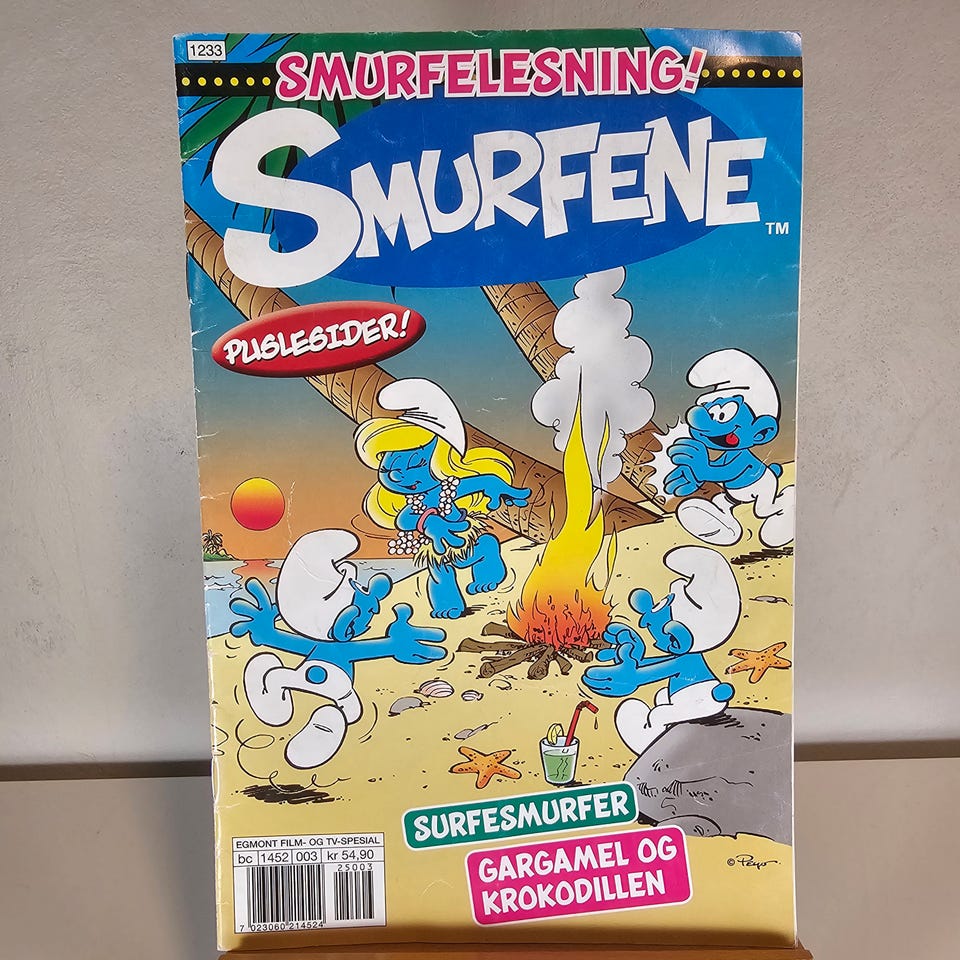 1233
SMURFELESNING!
SMURFENE
TM
PUSLESIDER!
SURFESMURFER
GARGAMEL OG
KROKODILLEN
© Peyo
EGMONT FILM- OG TV-SPESIAL
bc 1452 003 kr 54,90
25003
7 023060 214524